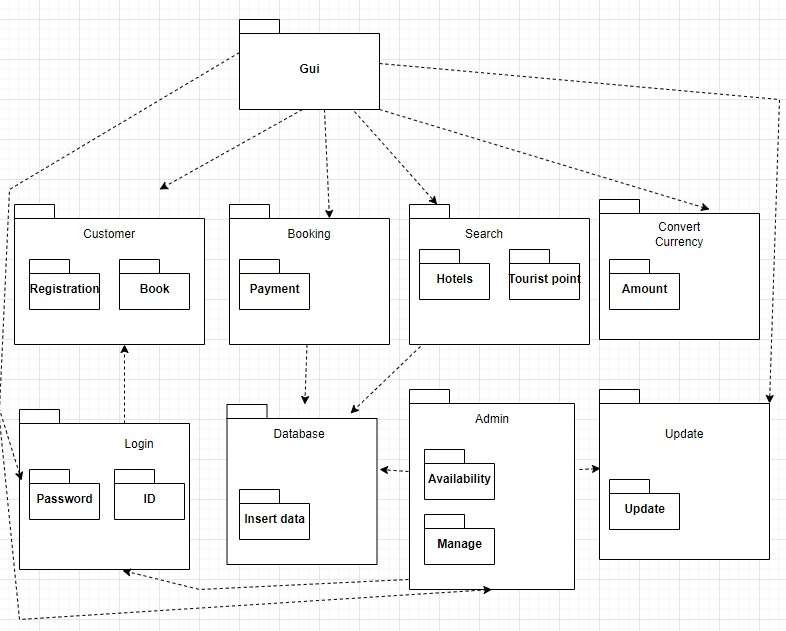 Gui
Customer
Registration
Book
Booking
Payment
Search
Hotels
Tourist point
Convert
Currency
Amount
Login
Password
ID
Database
Insert data
Admin
Availability
Manage
Update
Update